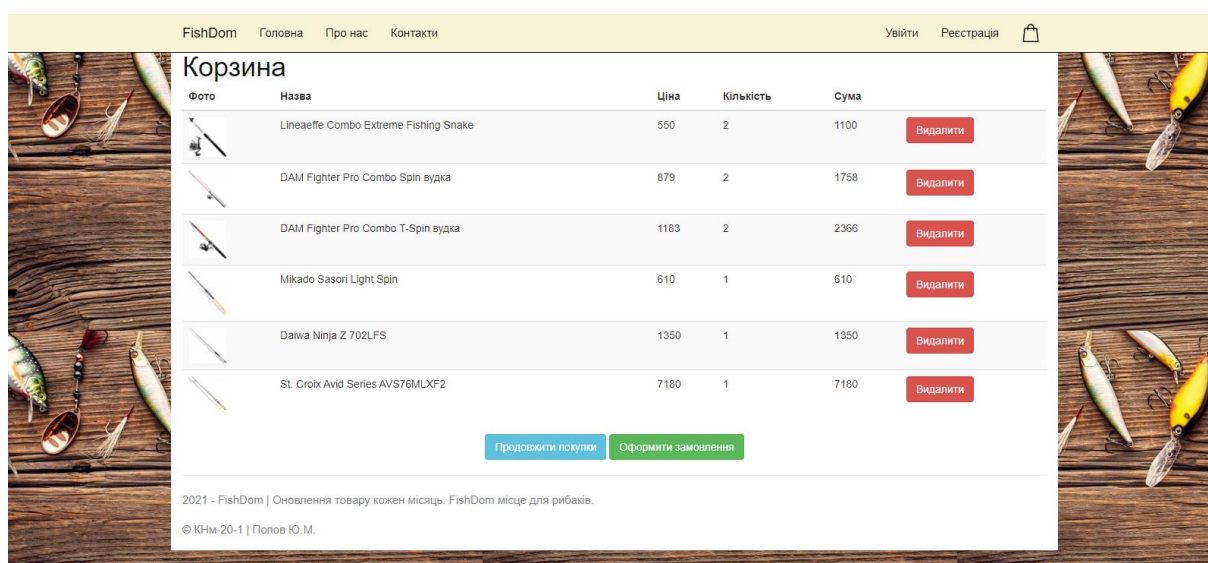 FishDom Головна Про нас Контакти Увійти Реєстрація
Корзина
Фото Назва Ціна Кількість Сума
Lineaeffe Combo Extreme Fishing Snake 550 2 1100 Видалити
DAM Fighter Pro Combo Spin вудка 879 2 1758 Видалити
DAM Fighter Pro Combo T-Spin вудка 1183 2 2366 Видалити
Mikado Sasori Light Spin 610 1 610 Видалити
Daiwa Ninja Z 702LFS 1350 1 1350 Видалити
St. Croix Avid Series AVS76MLXF2 7180 1 7180 Видалити
Продовжити покупки Оформити замовлення
2021 - FishDom | Оновлення товару кожен місяць. FishDom місце для рибаків.
© КНм-20-1 | Попов Ю.М.